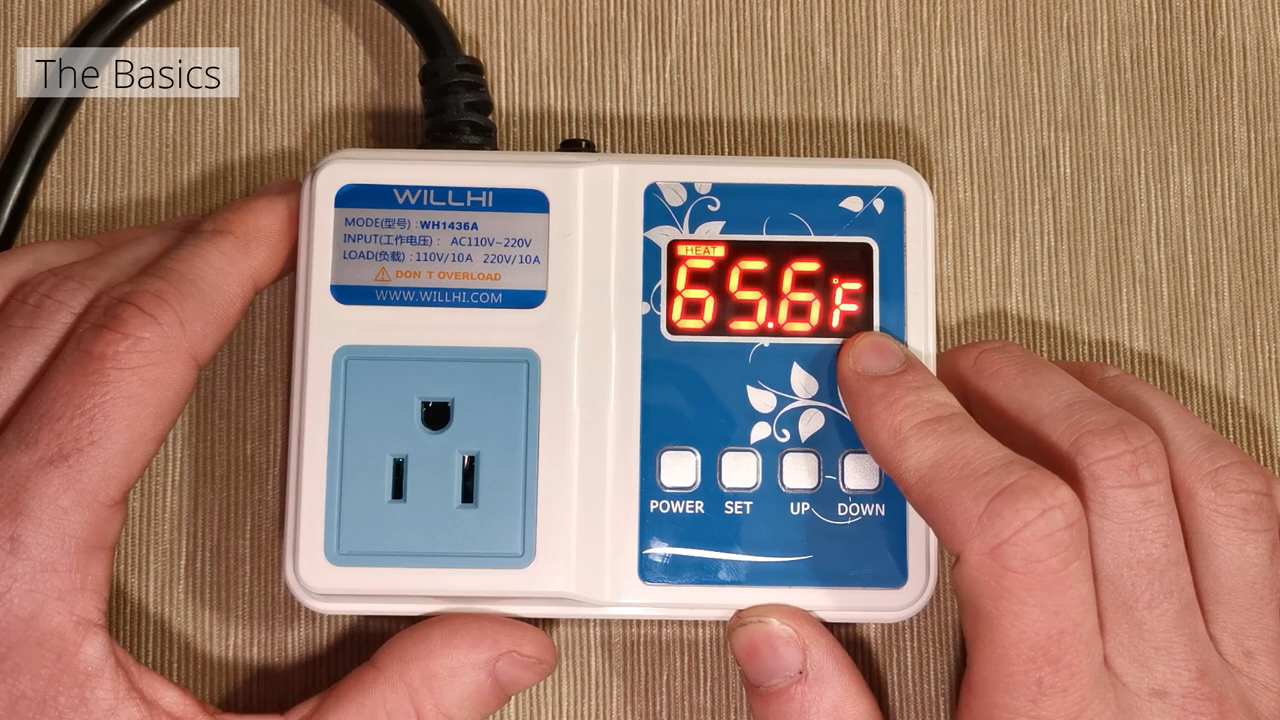 The Basics
WILLHI
MODE(型号) : WH1436A
INPUT(工作电压) : AC110V~220V
LOAD(负载) : 110V/10A 220V/10A
DON T OVERLOAD
WWW.WILLHI.COM
HEAT
65.6°F
POWER SET UP DOWN